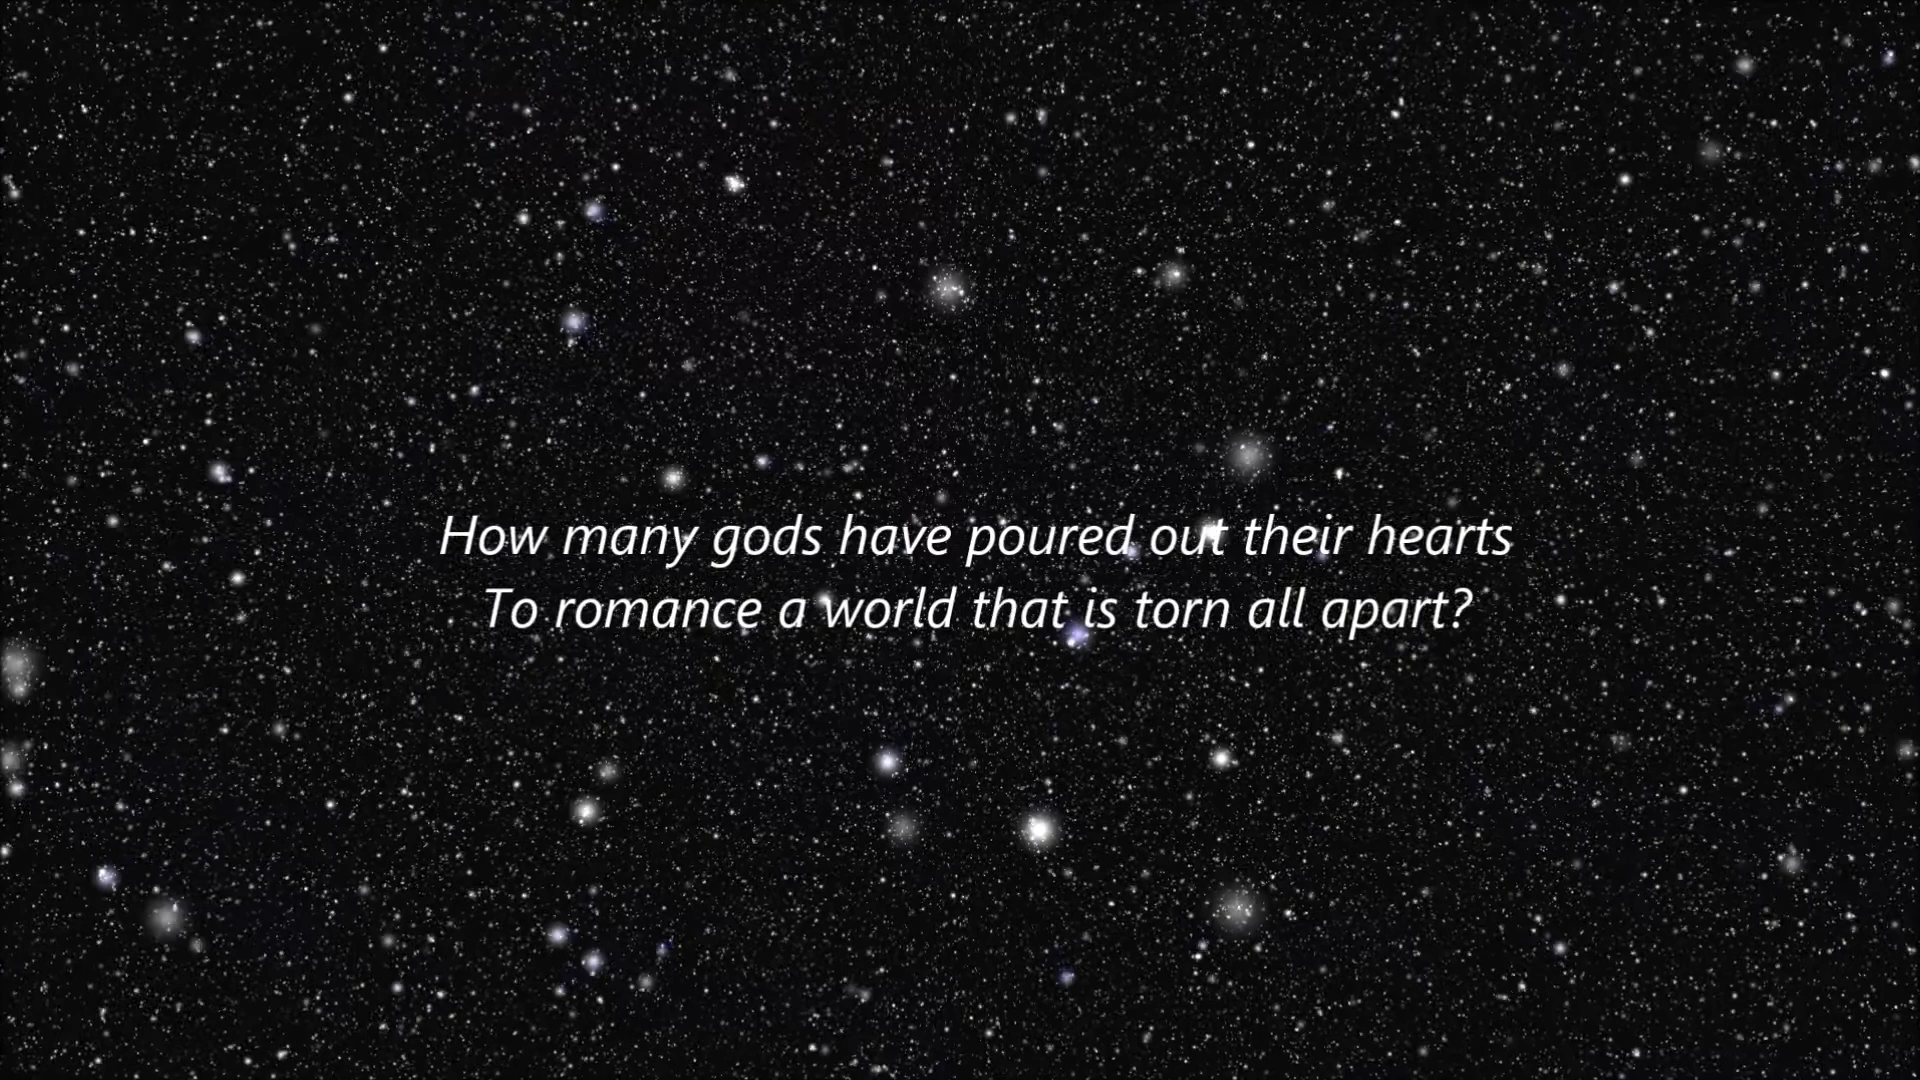 How many gods have poured out their hearts
To romance a world that is torn all apart?